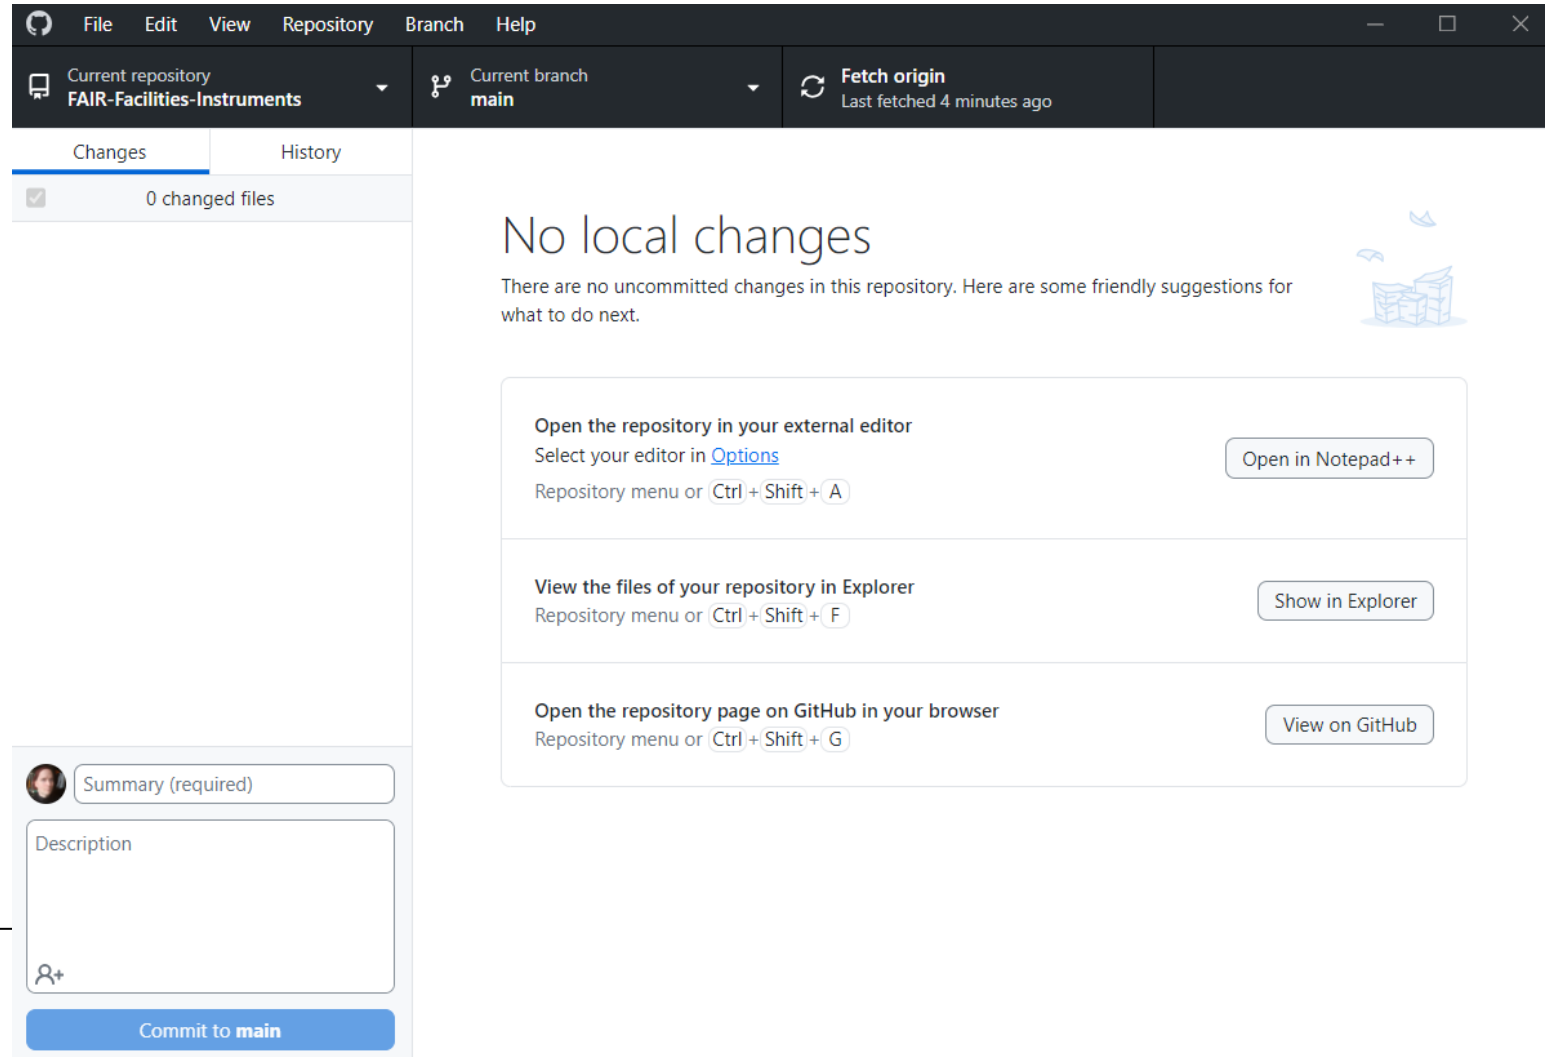 File Edit View Repository Branch Help
Current repository
FAIR-Facilities-Instruments
Current branch
main
Fetch origin
Last fetched 4 minutes ago
Changes History
0 changed files
No local changes
There are no uncommitted changes in this repository. Here are some friendly suggestions for
what to do next.
Open the repository in your external editor
Select your editor in Options
Repository menu or Ctrl + Shift + A
Open in Notepad++
View the files of your repository in Explorer
Repository menu or Ctrl + Shift + F
Show in Explorer
Open the repository page on GitHub in your browser
Repository menu or Ctrl + Shift + G
View on GitHub
Summary (required)
Description
Commit to main